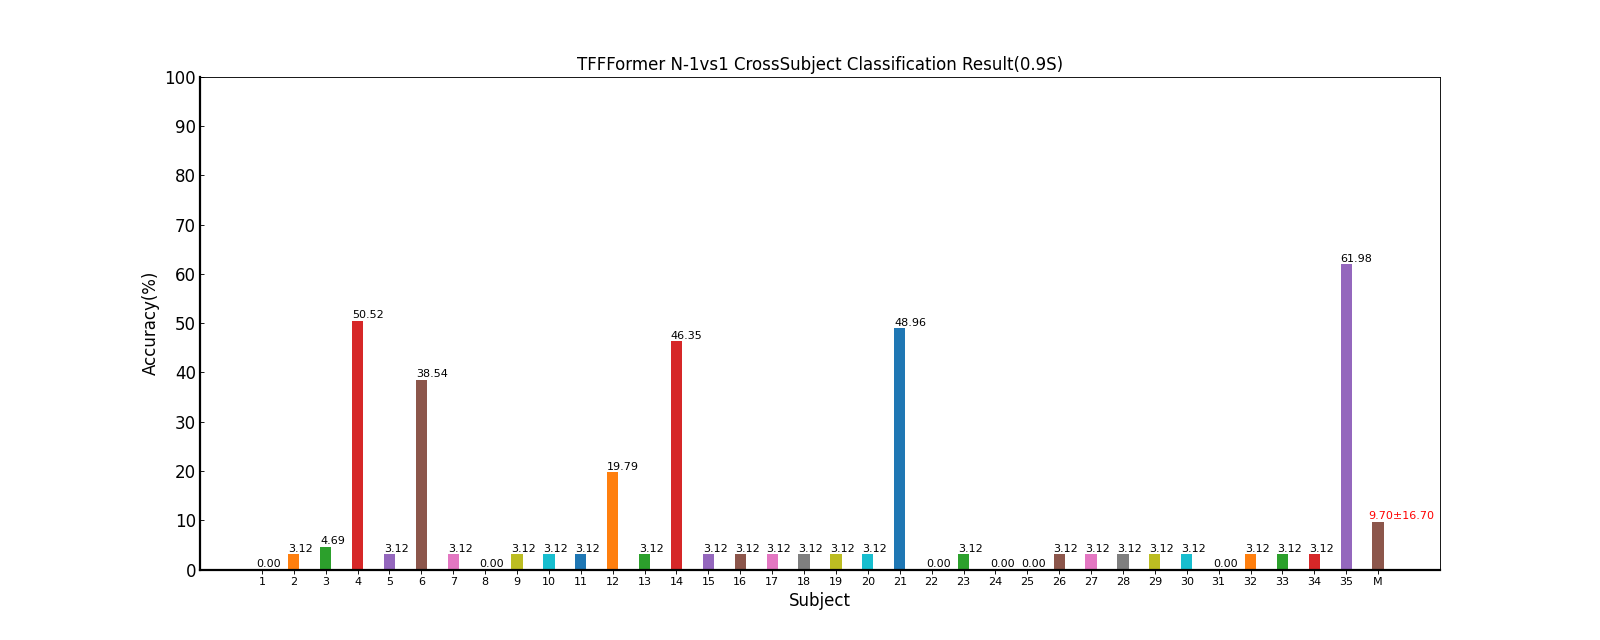 TFFFormer N-1vs1 CrossSubject Classification Result(0.9S)
100
90
80
70
60
50
40
30
20
10
0
Accuracy(%)
0.00 3.12 4.69 50.52 3.12 38.54 3.12 0.00 3.12 3.12 3.12 19.79 3.12 46.35 3.12 3.12 3.12 3.12 3.12 3.12 48.96 0.00 3.12 0.00 0.00 3.12 3.12 3.12 3.12 3.12 0.00 3.12 3.12 3.12 61.98 9.70±16.70
1 2 3 4 5 6 7 8 9 10 11 12 13 14 15 16 17 18 19 20 21 22 23 24 25 26 27 28 29 30 31 32 33 34 35 M
Subject